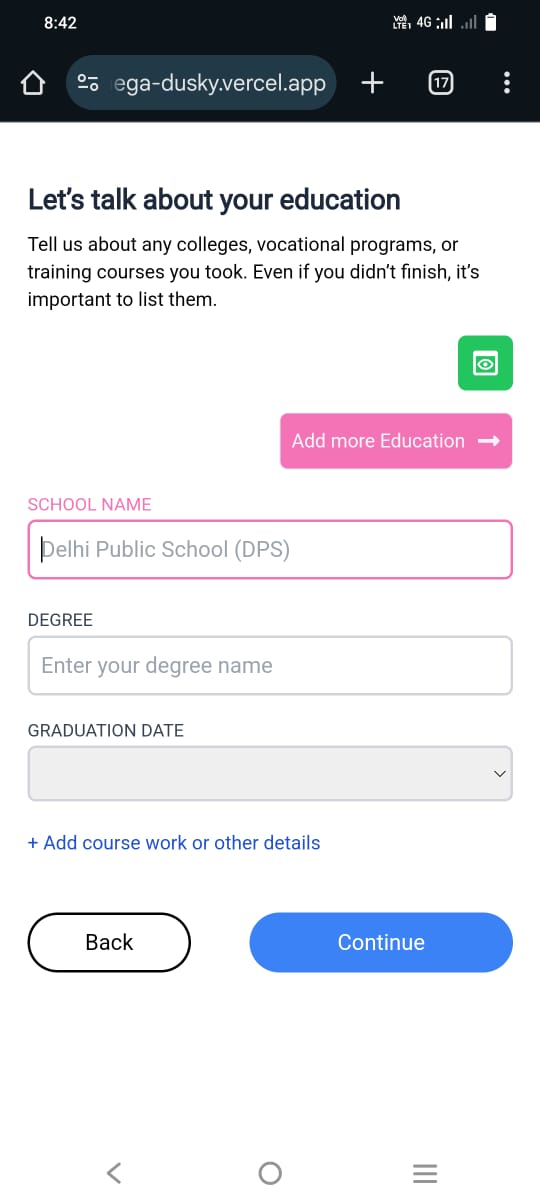 8:42
4G
ega-dusky.vercel.app
17
Let's talk about your education
Tell us about any colleges, vocational programs, or
training courses you took. Even if you didn't finish, it's
important to list them.
Add more Education
SCHOOL NAME
Delhi Public School (DPS)
DEGREE
Enter your degree name
GRADUATION DATE
+ Add course work or other details
Back
Continue